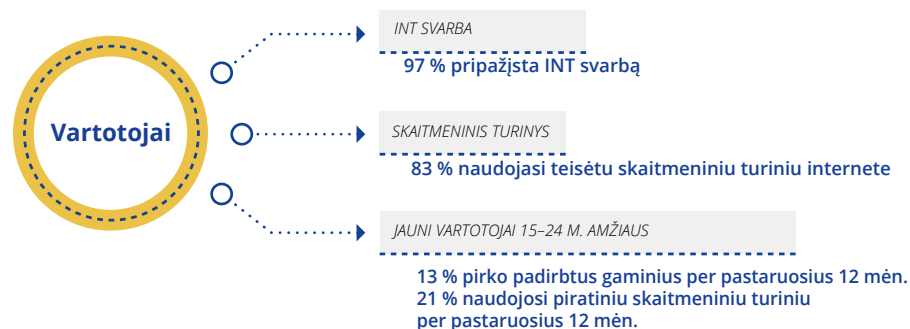 Vartotojai
INT SVARBA
97 % pripažįsta INT svarbą
SKAITMENINIS TURINYS
83 % naudojasi teisėtu skaitmeniniu turiniu internete
JAUNI VARTOTOJAI 15–24 M. AMŽIAUS
13 % pirko padirbtus gaminius per pastaruosius 12 mėn.
21 % naudojosi piratiniu skaitmeniniu turiniu
per pastaruosius 12 mėn.